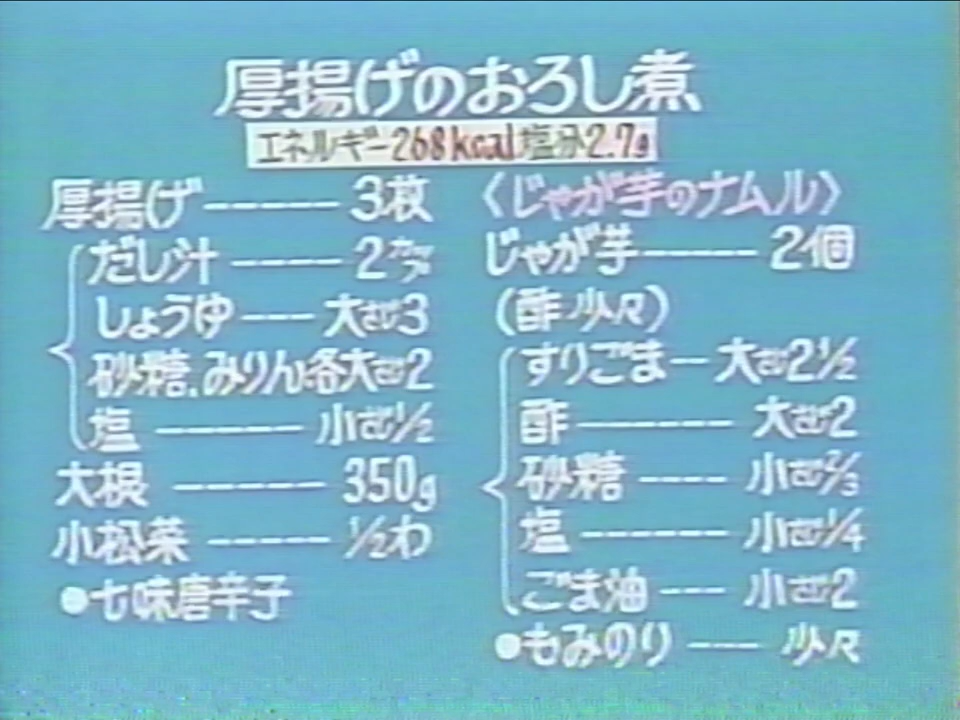 厚揚げのおろし煮
エネルギー268kcal塩分2.7g
厚揚げ-----3枚
だし汁-----2カップ
しょうゆ---大さじ3
砂糖、みりん各大さじ2
塩-----小さじ1/2
大根-----350g
小松菜-----1/2わ
●七味唐辛子
〈じゃが芋のナムル〉
じゃが芋-----2個
(酢 少々)
すりごま--大さじ2 1/2
酢------大さじ2
砂糖----小さじ2/3
塩------小さじ1/4
ごま油---小さじ2
●もみのり---少々